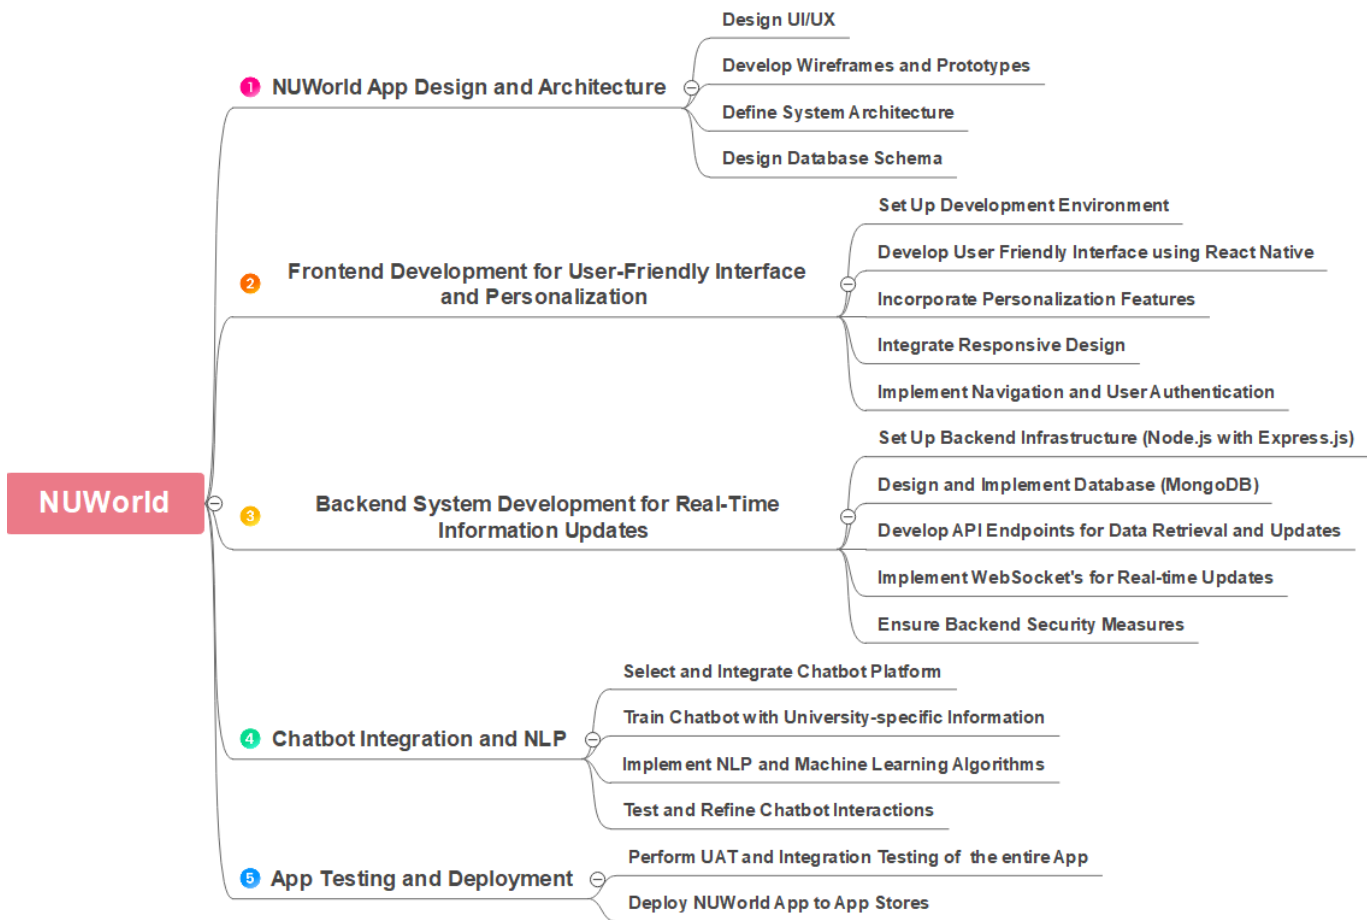 NUWorld
1 NUWorld App Design and Architecture
Design UI/UX
Develop Wireframes and Prototypes
Define System Architecture
Design Database Schema
2 Frontend Development for User-Friendly Interface
and Personalization
Set Up Development Environment
Develop User Friendly Interface using React Native
Incorporate Personalization Features
Integrate Responsive Design
Implement Navigation and User Authentication
3 Backend System Development for Real-Time
Information Updates
Set Up Backend Infrastructure (Node.js with Express.js)
Design and Implement Database (MongoDB)
Develop API Endpoints for Data Retrieval and Updates
Implement WebSocket's for Real-time Updates
Ensure Backend Security Measures
4 Chatbot Integration and NLP
Select and Integrate Chatbot Platform
Train Chatbot with University-specific Information
Implement NLP and Machine Learning Algorithms
Test and Refine Chatbot Interactions
5 App Testing and Deployment
Perform UAT and Integration Testing of the entire App
Deploy NUWorld App to App Stores